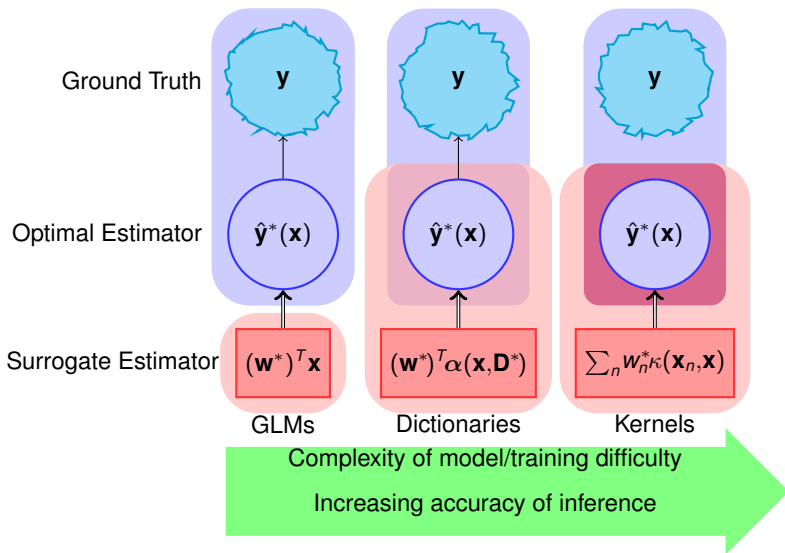 Ground Truth y y y
Optimal Estimator ŷ*(x) ŷ*(x) ŷ*(x)
Surrogate Estimator (w*)ᵀx (w*)ᵀα(x,D*) ∑ₙ wₙ*κ(xₙ,x)
GLMs Dictionaries Kernels
Complexity of model/training difficulty
Increasing accuracy of inference